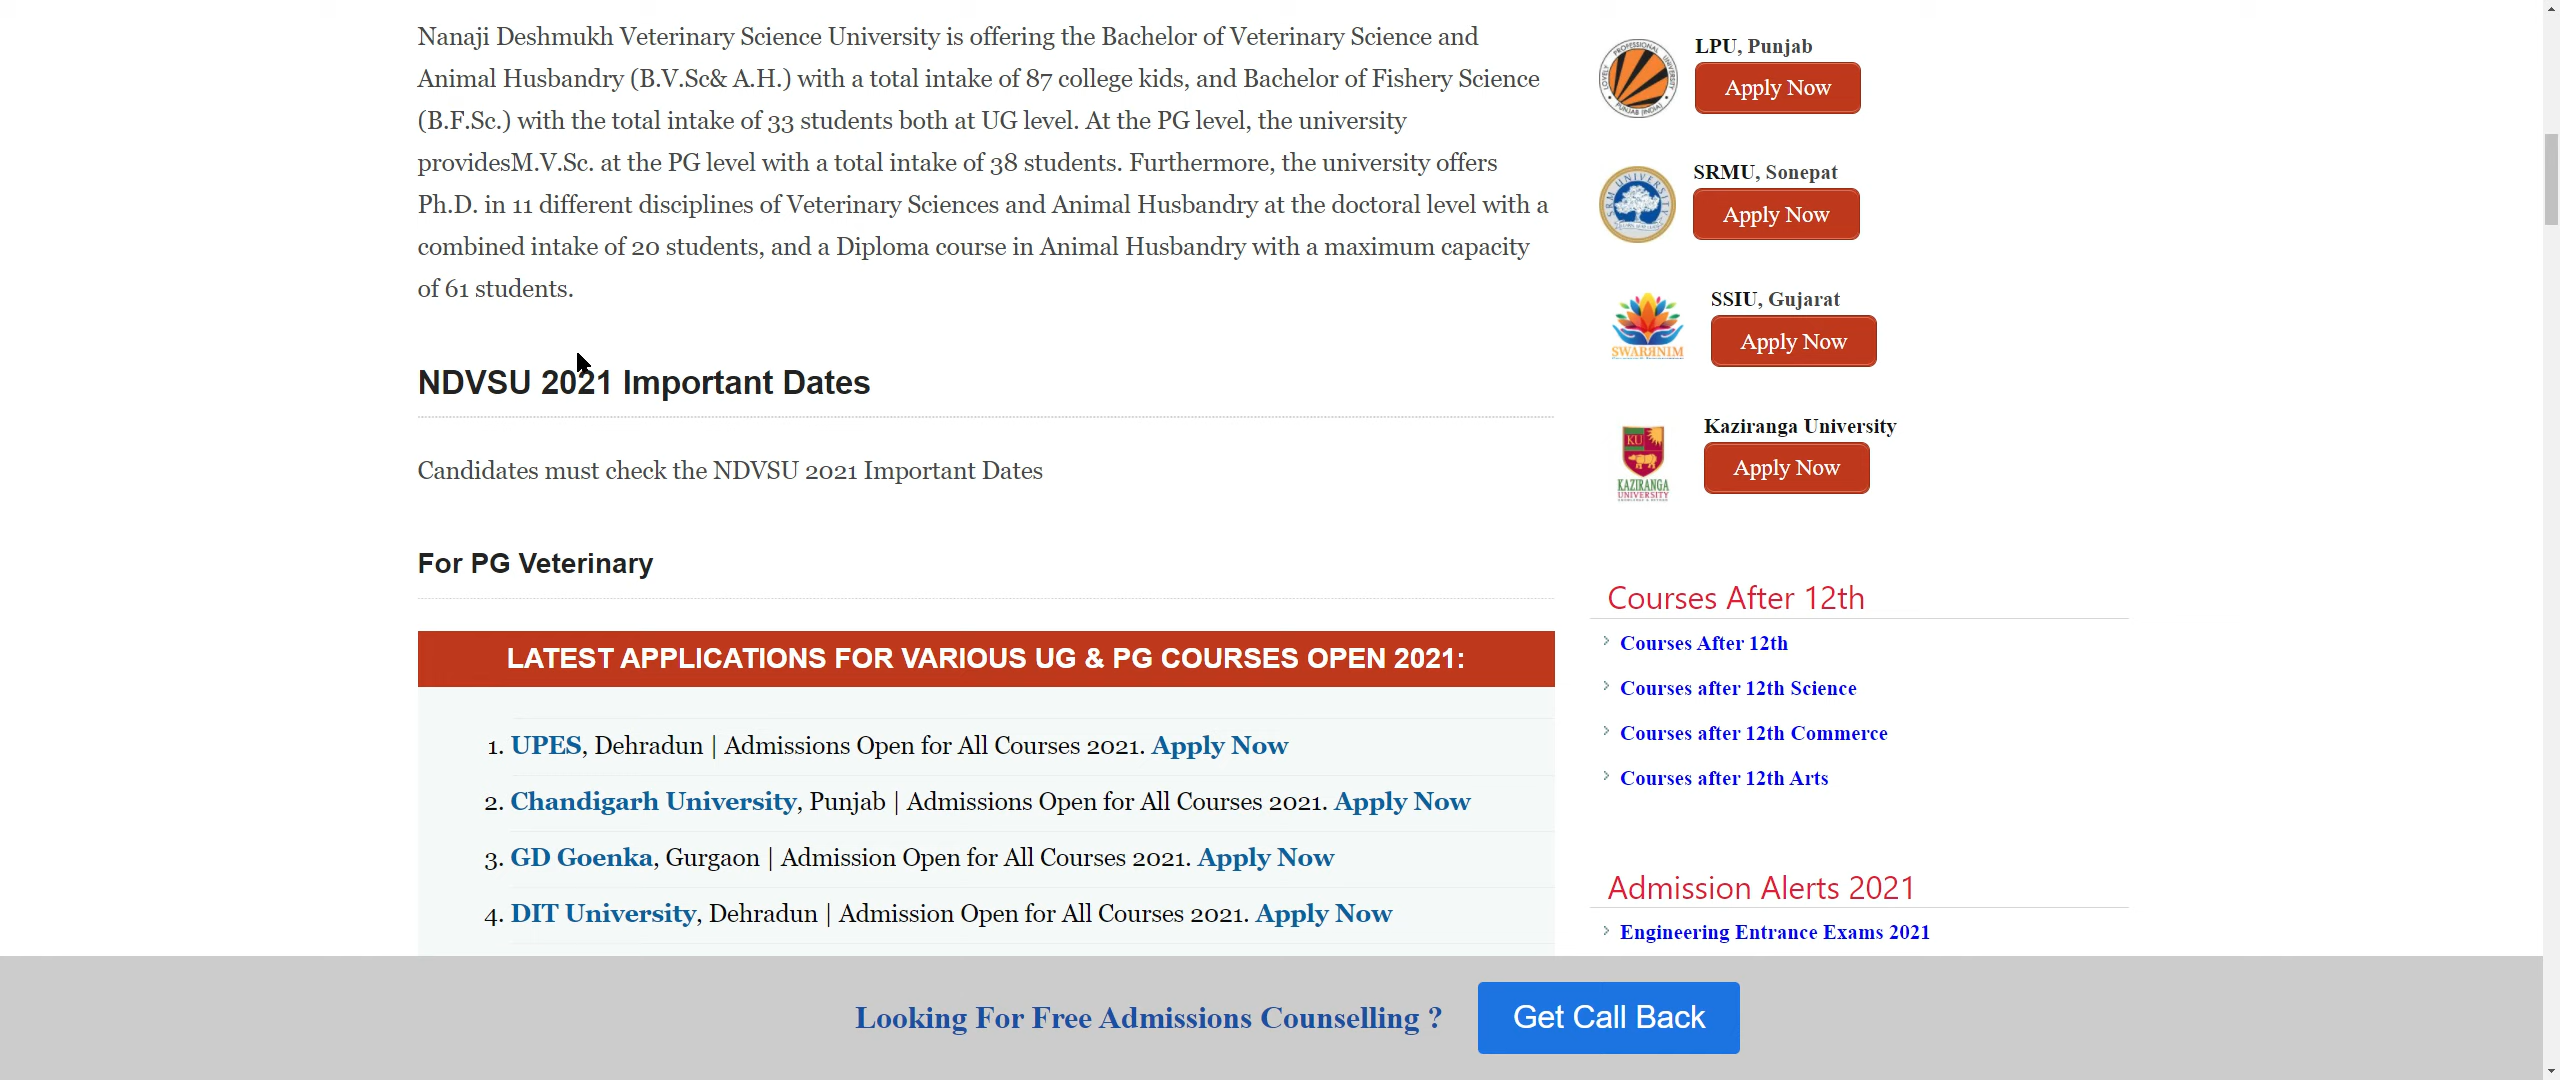 Nanaji Deshmukh Veterinary Science University is offering the Bachelor of Veterinary Science and
Animal Husbandry (B.V.Sc& A.H.) with a total intake of 87 college kids, and Bachelor of Fishery Science
(B.F.Sc.) with the total intake of 33 students both at UG level. At the PG level, the university
providesM.V.Sc. at the PG level with a total intake of 38 students. Furthermore, the university offers
Ph.D. in 11 different disciplines of Veterinary Sciences and Animal Husbandry at the doctoral level with a
combined intake of 20 students, and a Diploma course in Animal Husbandry with a maximum capacity
of 61 students.
NDVSU 2021 Important Dates
Candidates must check the NDVSU 2021 Important Dates
For PG Veterinary
LATEST APPLICATIONS FOR VARIOUS UG & PG COURSES OPEN 2021:
1. UPES, Dehradun | Admissions Open for All Courses 2021. Apply Now
2. Chandigarh University, Punjab | Admissions Open for All Courses 2021. Apply Now
3. GD Goenka, Gurgaon | Admission Open for All Courses 2021. Apply Now
4. DIT University, Dehradun | Admission Open for All Courses 2021. Apply Now
LPU, Punjab
Apply Now
SRMU, Sonepat
Apply Now
SSIU, Gujarat
Apply Now
SWARRNIM
Kaziranga University
Apply Now
KU
KAZIRANGA
UNIVERSITY
Courses After 12th
Courses After 12th
Courses after 12th Science
Courses after 12th Commerce
Courses after 12th Arts
Admission Alerts 2021
Engineering Entrance Exams 2021
Looking For Free Admissions Counselling ?
Get Call Back